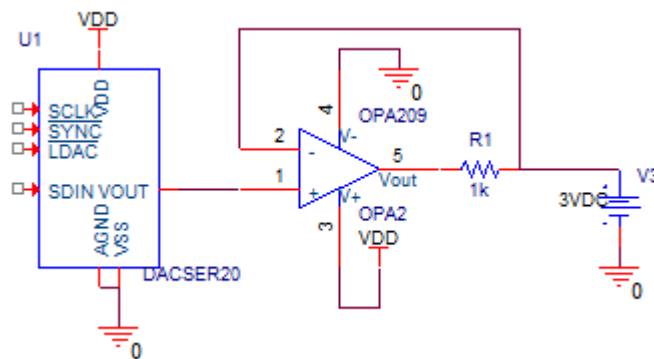 U1
VDD
SCLK
SYNC
LDAC
SDIN VOUT
VDD
AGND
VSS
DACSER20
0
2
-
1
+
4
V-
0
OPA209
5
Vout
V+
OPA2
3
VDD
R1
1k
V3
3VDC
0